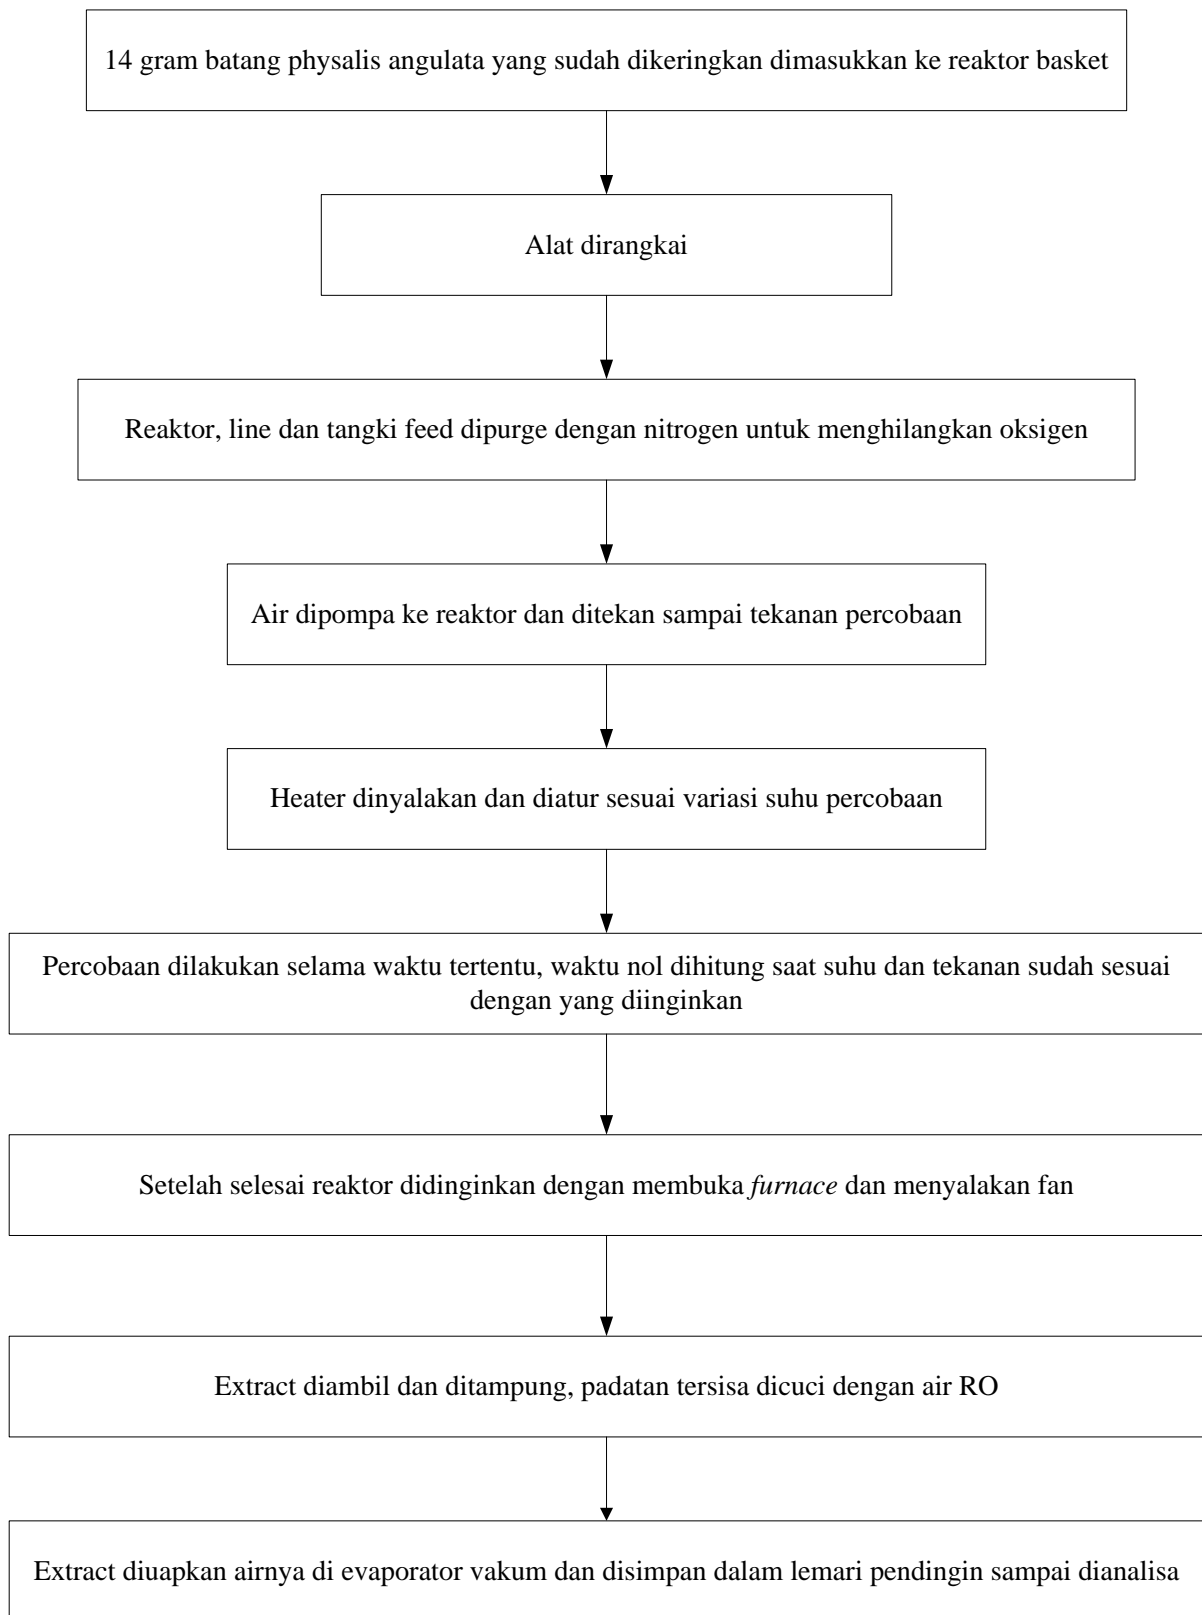 14 gram batang physalis angulata yang sudah dikeringkan dimasukkan ke reaktor basket
Alat dirangkai
Reaktor, line dan tangki feed dipurge dengan nitrogen untuk menghilangkan oksigen
Air dipompa ke reaktor dan ditekan sampai tekanan percobaan
Heater dinyalakan dan diatur sesuai variasi suhu percobaan
Percobaan dilakukan selama waktu tertentu, waktu nol dihitung saat suhu dan tekanan sudah sesuai
dengan yang diinginkan
Setelah selesai reaktor didinginkan dengan membuka furnace dan menyalakan fan
Extract diambil dan ditampung, padatan tersisa dicuci dengan air RO
Extract diuapkan airnya di evaporator vakum dan disimpan dalam lemari pendingin sampai dianalisa